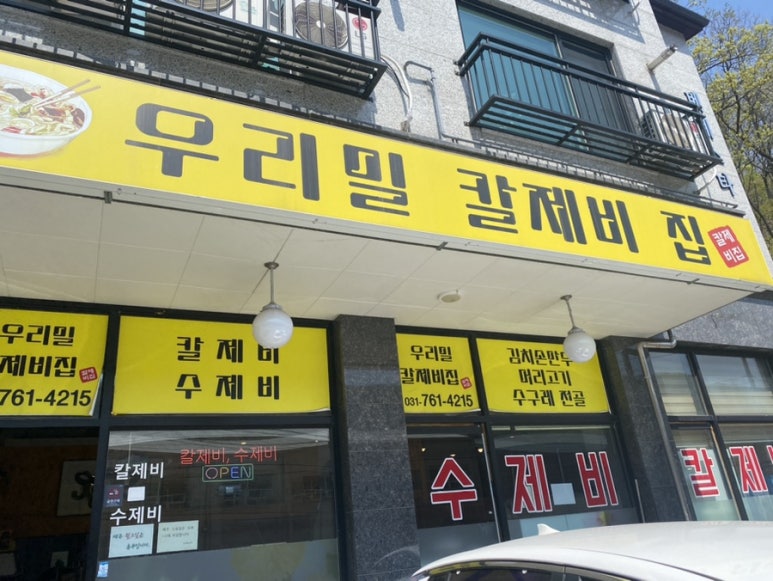 우리밀 칼제비 집
칼제
비집
우리밀
제비집
-761-4215
칼 제 비
수 제 비
우리밀
칼제비집
031-761-4215
김치손만두
머리고기
수구레 전골
칼제비
수제비
칼제비, 수제비
OPEN
수제비
칼제비